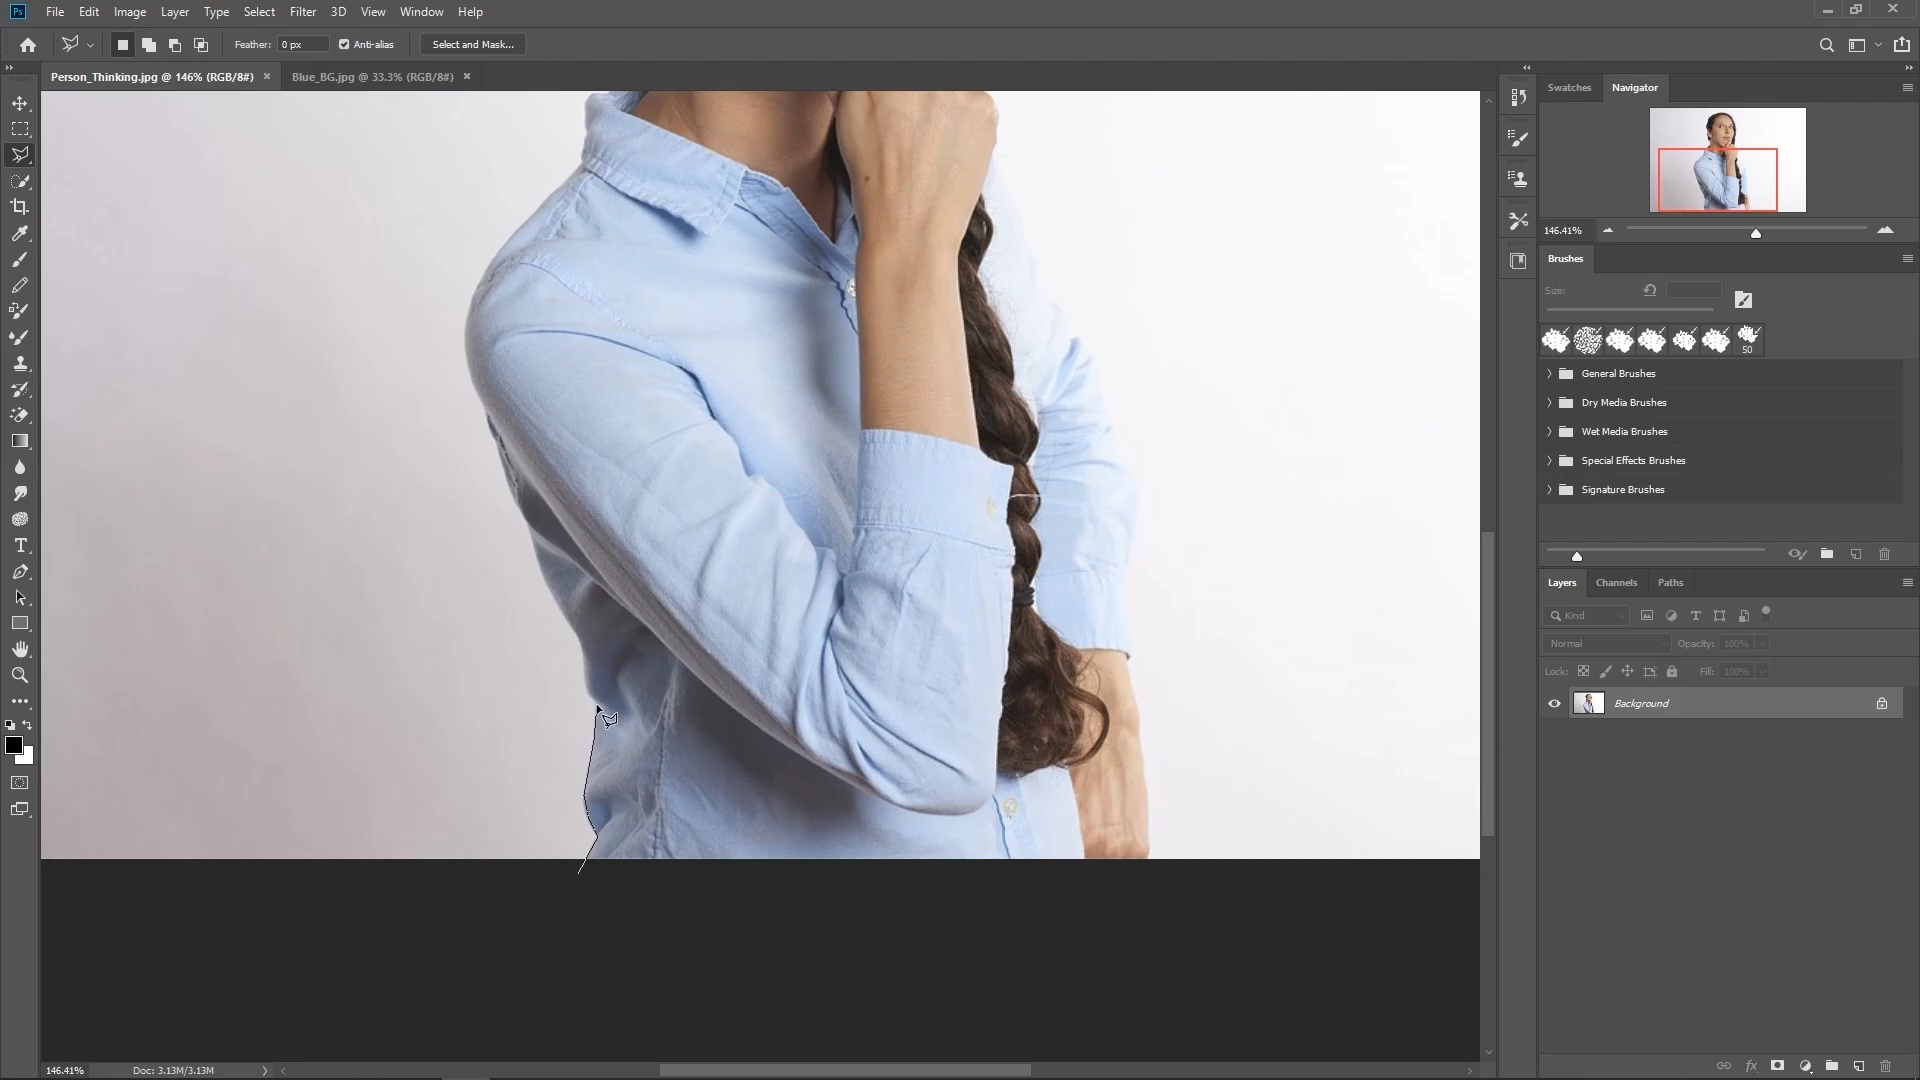 Ps File Edit Image Layer Type Select Filter 3D View Window Help
Feather: 0 px Anti-alias Select and Mask...
Person_Thinking.jpg @ 146% (RGB/8#) × Blue_BG.jpg @ 33.3% (RGB/8#) ×
Swatches Navigator
146.41%
Brushes
Size:
50
General Brushes
Dry Media Brushes
Wet Media Brushes
Special Effects Brushes
Signature Brushes
Layers Channels Paths
Kind
Normal Opacity: 100%
Lock: Fill: 100%
Background
146.41% Doc: 3.13M/3.13M